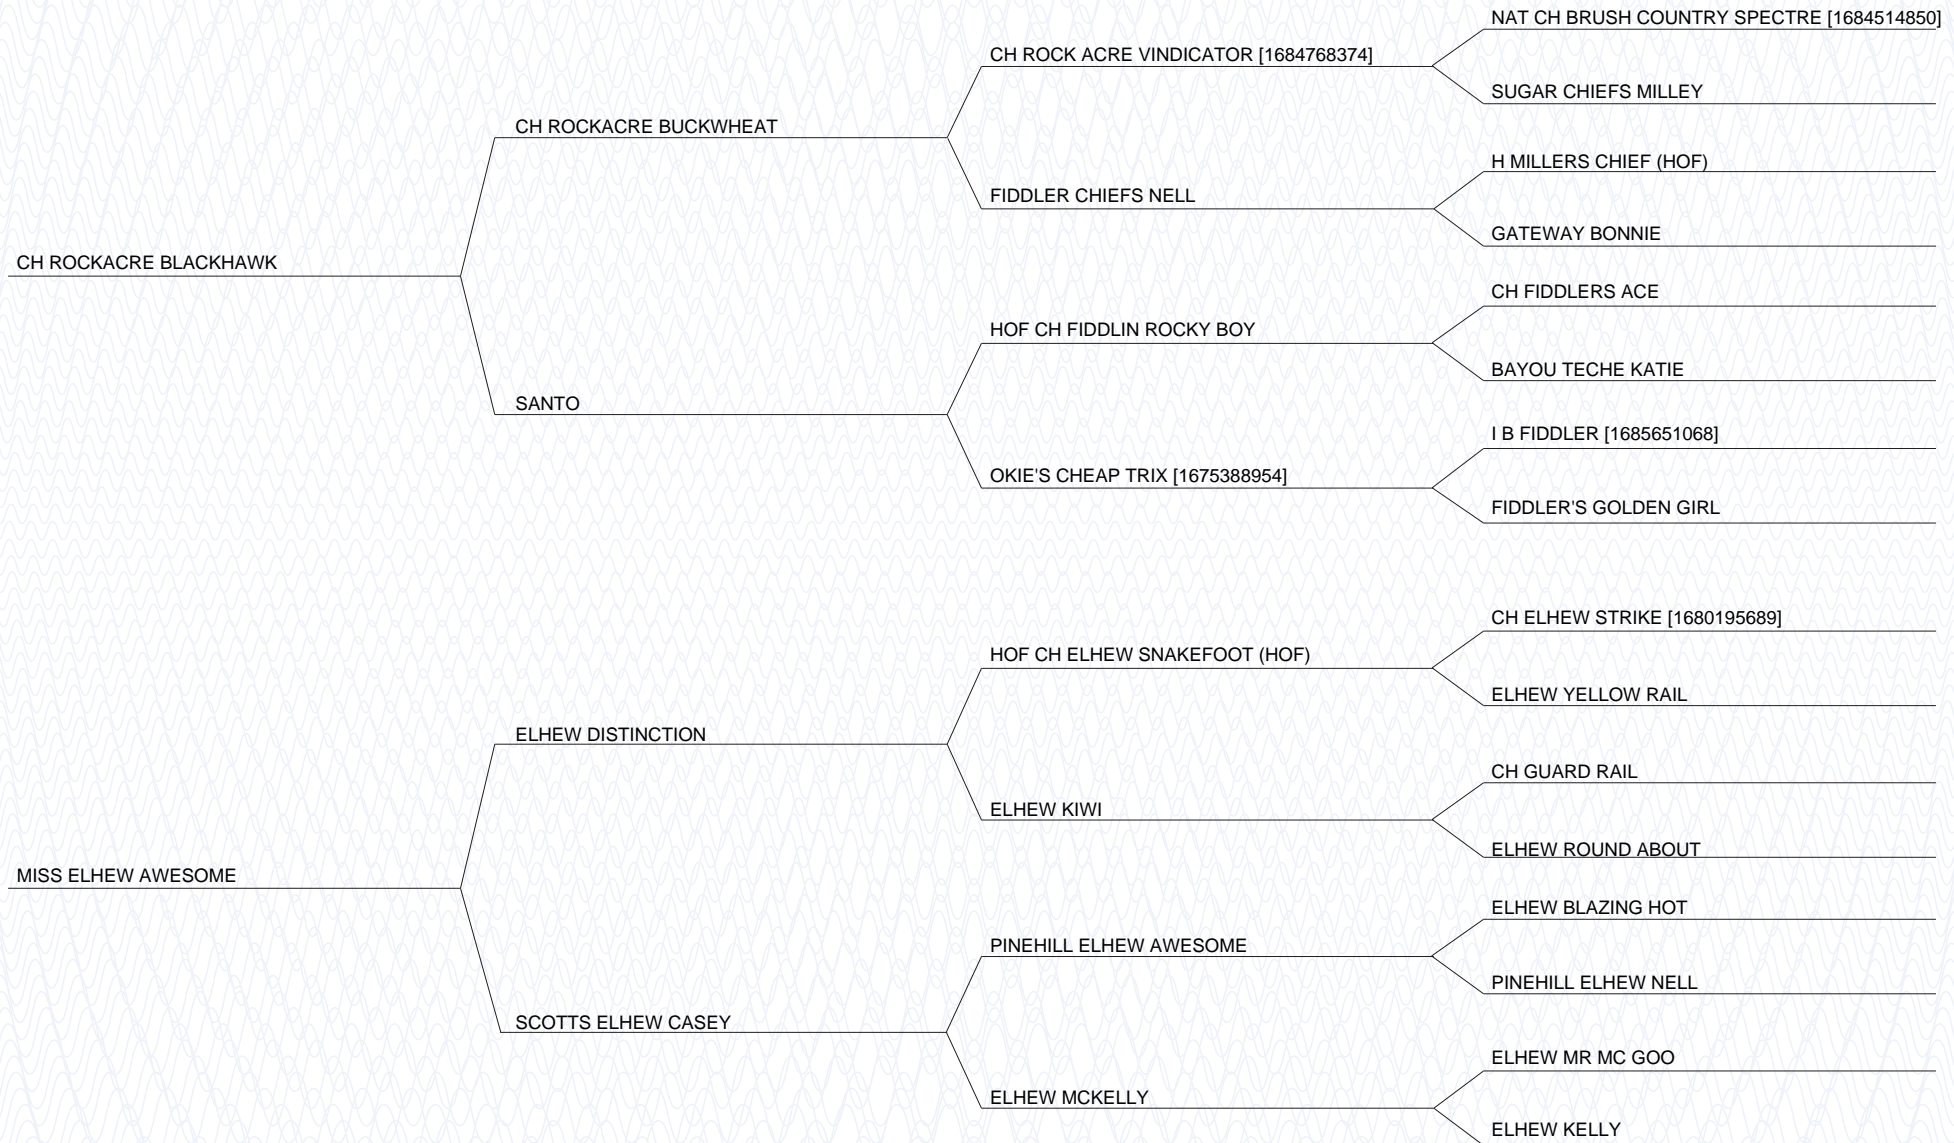 NAT CH BRUSH COUNTRY SPECTRE [1684514850]
CH ROCK ACRE VINDICATOR [1684768374]
SUGAR CHIEFS MILLEY
CH ROCKACRE BUCKWHEAT
H MILLERS CHIEF (HOF)
FIDDLER CHIEFS NELL
GATEWAY BONNIE
CH ROCKACRE BLACKHAWK
CH FIDDLERS ACE
HOF CH FIDDLIN ROCKY BOY
BAYOU TECHE KATIE
SANTO
I B FIDDLER [1685651068]
OKIE'S CHEAP TRIX [1675388954]
FIDDLER'S GOLDEN GIRL
CH ELHEW STRIKE [1680195689]
HOF CH ELHEW SNAKEFOOT (HOF)
ELHEW YELLOW RAIL
ELHEW DISTINCTION
CH GUARD RAIL
ELHEW KIWI
ELHEW ROUND ABOUT
MISS ELHEW AWESOME
ELHEW BLAZING HOT
PINEHILL ELHEW AWESOME
PINEHILL ELHEW NELL
SCOTTS ELHEW CASEY
ELHEW MR MC GOO
ELHEW MCKELLY
ELHEW KELLY